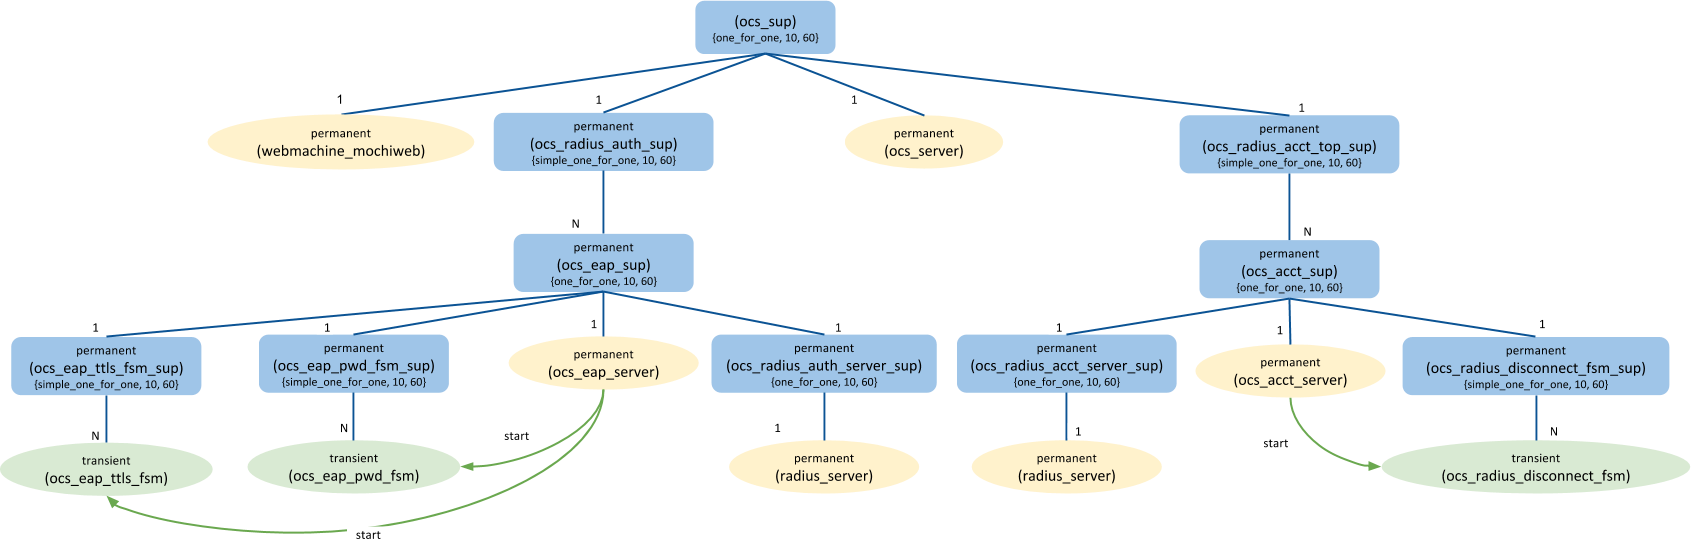 (ocs_sup)
{one_for_one, 10, 60}
1
1
1
1
permanent
(webmachine_mochiweb)
permanent
(ocs_radius_auth_sup)
{simple_one_for_one, 10, 60}
permanent
(ocs_server)
permanent
(ocs_radius_acct_top_sup)
{simple_one_for_one, 10, 60}
N
N
permanent
(ocs_eap_sup)
{one_for_one, 10, 60}
permanent
(ocs_acct_sup)
{one_for_one, 10, 60}
1
1
1
1
1
1
1
permanent
(ocs_eap_ttls_fsm_sup)
{simple_one_for_one, 10, 60}
permanent
(ocs_eap_pwd_fsm_sup)
{simple_one_for_one, 10, 60}
permanent
(ocs_eap_server)
permanent
(ocs_radius_auth_server_sup)
{one_for_one, 10, 60}
permanent
(ocs_radius_acct_server_sup)
{one_for_one, 10, 60}
permanent
(ocs_acct_server)
permanent
(ocs_radius_disconnect_fsm_sup)
{simple_one_for_one, 10, 60}
N
N
start
1
1
start
N
transient
(ocs_eap_ttls_fsm)
transient
(ocs_eap_pwd_fsm)
permanent
(radius_server)
permanent
(radius_server)
transient
(ocs_radius_disconnect_fsm)
start